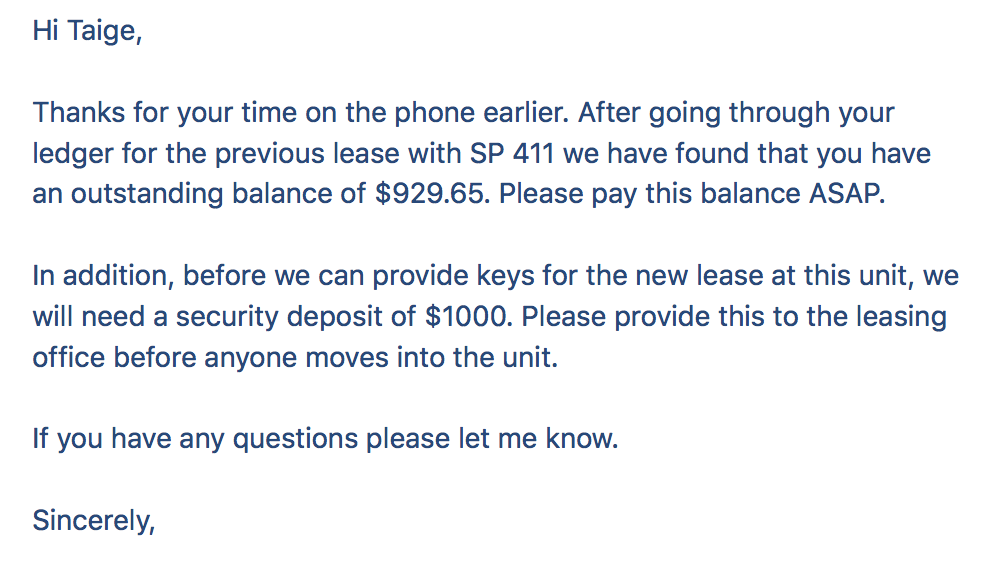 Hi Taige,
Thanks for your time on the phone earlier. After going through your
ledger for the previous lease with SP 411 we have found that you have
an outstanding balance of $929.65. Please pay this balance ASAP.
In addition, before we can provide keys for the new lease at this unit, we
will need a security deposit of $1000. Please provide this to the leasing
office before anyone moves into the unit.
If you have any questions please let me know.
Sincerely,